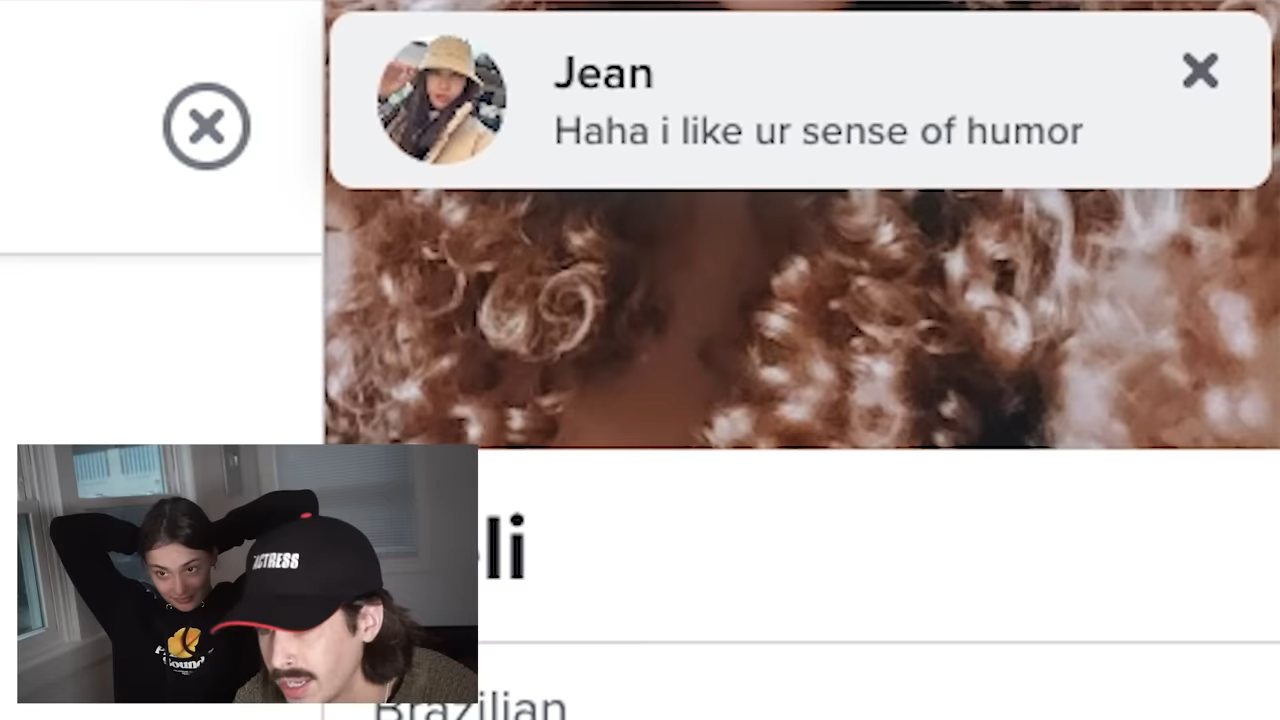 Jean
Haha i like ur sense of humor
li
ACTRESS
Brazilian